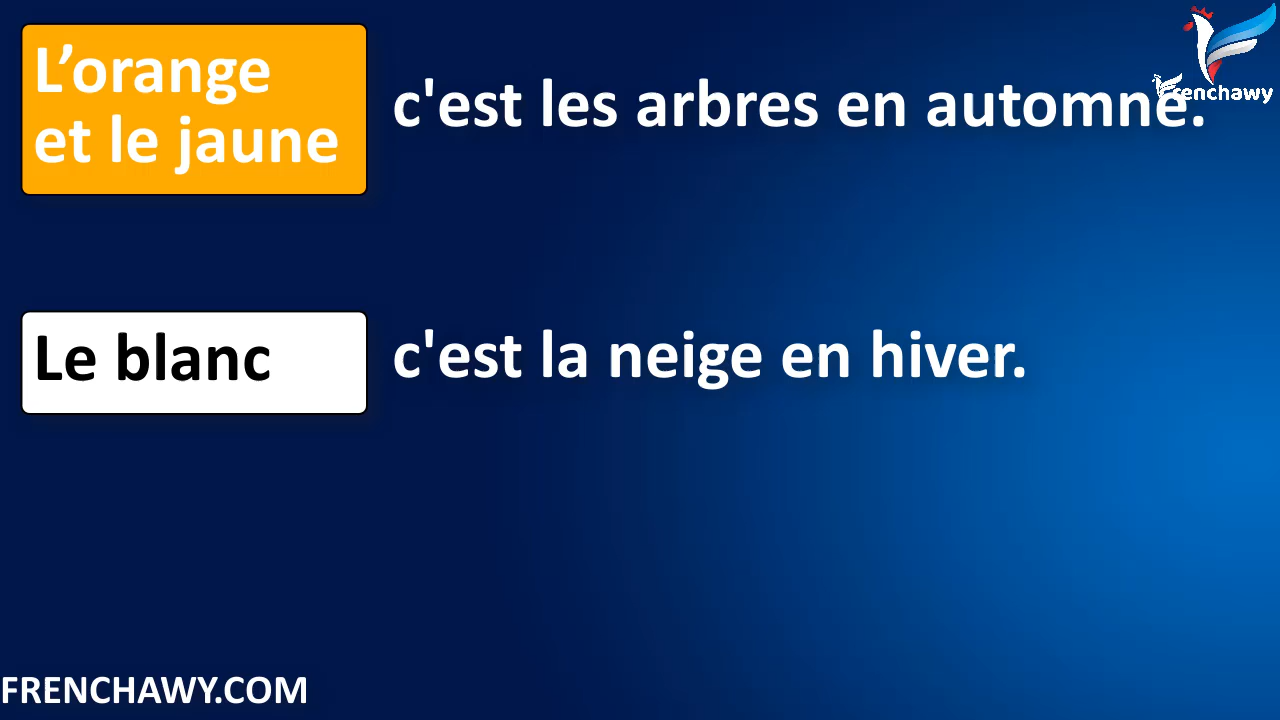 L’orange
et le jaune
c'est les arbres en automne.
Frenchawy
Le blanc
c'est la neige en hiver.
FRENCHAWY.COM